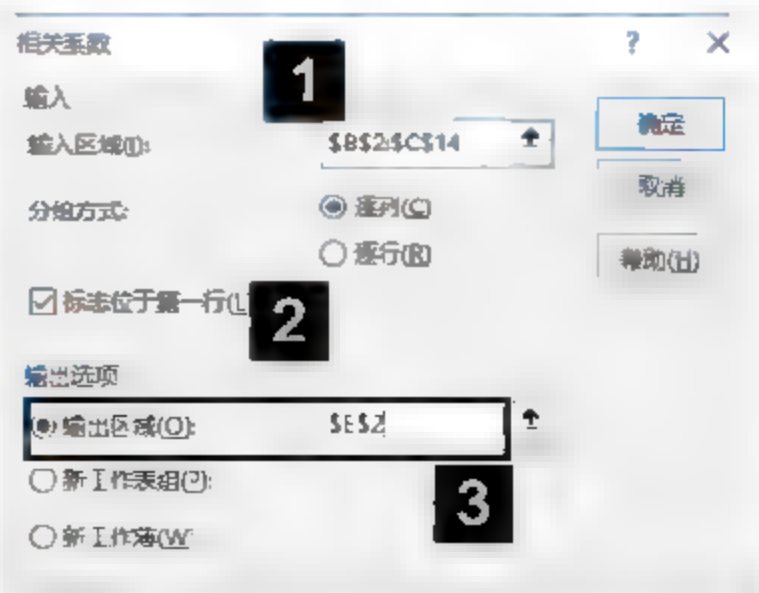 相关系数 ? ×
1
输入
输入区域(I): $B$2:$C$14
确定
取消
分组方式: 逐列(C)
逐行(R)
帮助(H)
标志位于第一行(L
2
输出选项
输出区域(O): $E$2
新工作表组(P):
3
新工作薄(W